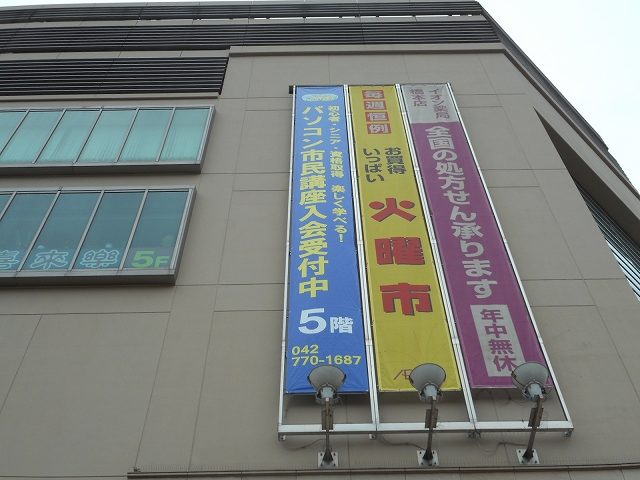 初心者・シニア・資格取得 楽しく学べる!
パソコン市民講座入会受付中
5階
042
770-1687
毎週恒例
お買得
いっぱい
火曜市
イオン薬局
橋本店
全国の処方せん承ります
年中無休
喜来樂
5F